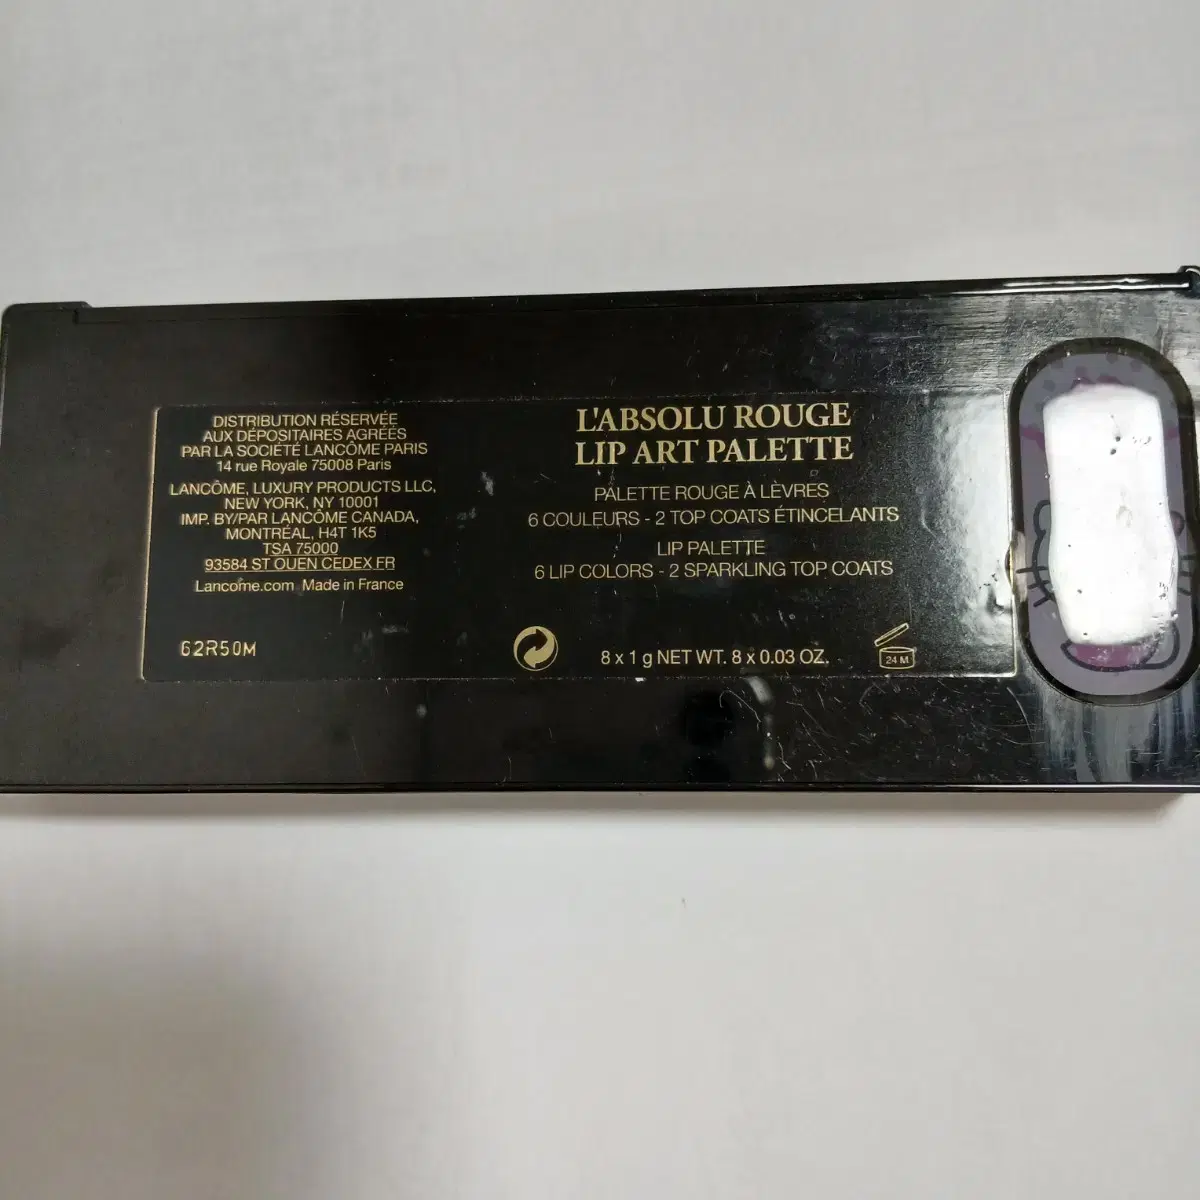 DISTRIBUTION RÉSERVÉE
AUX DÉPOSITAIRES AGRÉÉS
PAR LA SOCIÉTÉ LANCÔME PARIS
14 rue Royale 75008 Paris
LANCÔME, LUXURY PRODUCTS LLC,
NEW YORK, NY 10001
IMP. BY/PAR LANCÔME CANADA,
MONTRÉAL, H4T 1K5
TSA 75000
93584 ST OUEN CEDEX FR
Lancome.com Made in France
62R50M
L'ABSOLU ROUGE
LIP ART PALETTE
PALETTE ROUGE À LÈVRES
6 COULEURS - 2 TOP COATS ÉTINCELANTS
LIP PALETTE
6 LIP COLORS - 2 SPARKLING TOP COATS
8 x 1 g NET WT. 8 x 0.03 OZ.
24 M